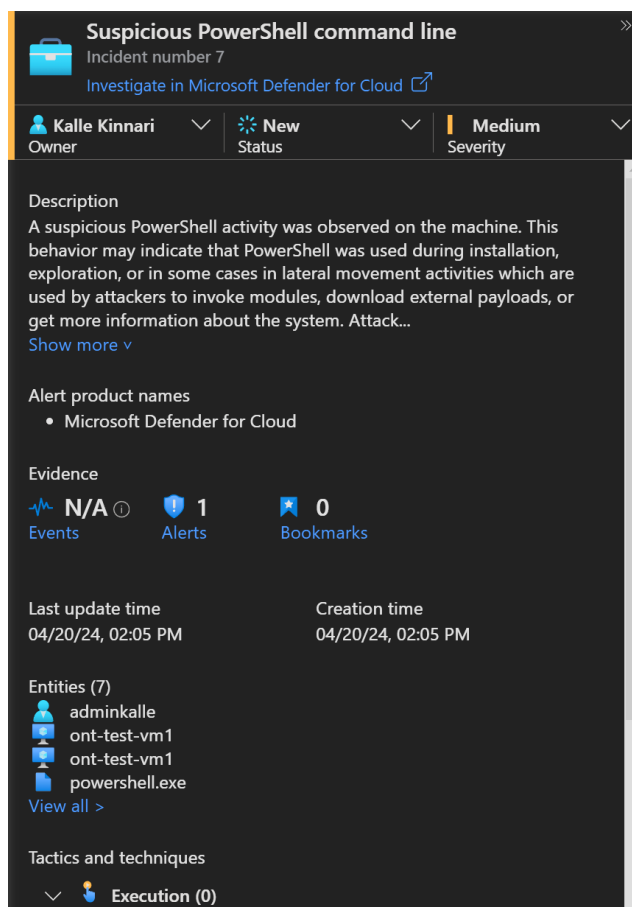 Suspicious PowerShell command line
Incident number 7
Investigate in Microsoft Defender for Cloud
Kalle Kinnari
Owner
New
Status
Medium
Severity
Description
A suspicious PowerShell activity was observed on the machine. This
behavior may indicate that PowerShell was used during installation,
exploration, or in some cases in lateral movement activities which are
used by attackers to invoke modules, download external payloads, or
get more information about the system. Attack...
Show more
Alert product names
• Microsoft Defender for Cloud
Evidence
N/A
Events
1
Alerts
0
Bookmarks
Last update time
04/20/24, 02:05 PM
Creation time
04/20/24, 02:05 PM
Entities (7)
adminkalle
ont-test-vm1
ont-test-vm1
powershell.exe
View all >
Tactics and techniques
Execution (0)